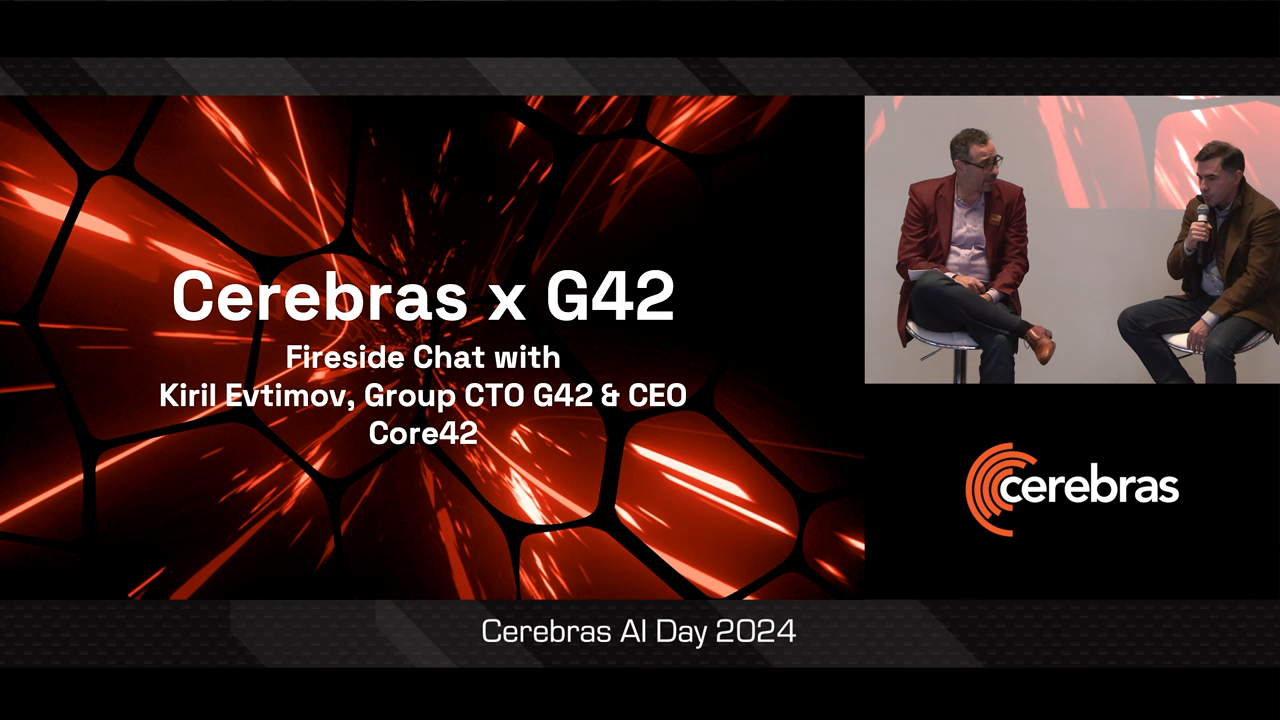 Cerebras x G42
Fireside Chat with
Kiril Evtimov, Group CTO G42 & CEO
Core42
cerebras
Cerebras AI Day 2024